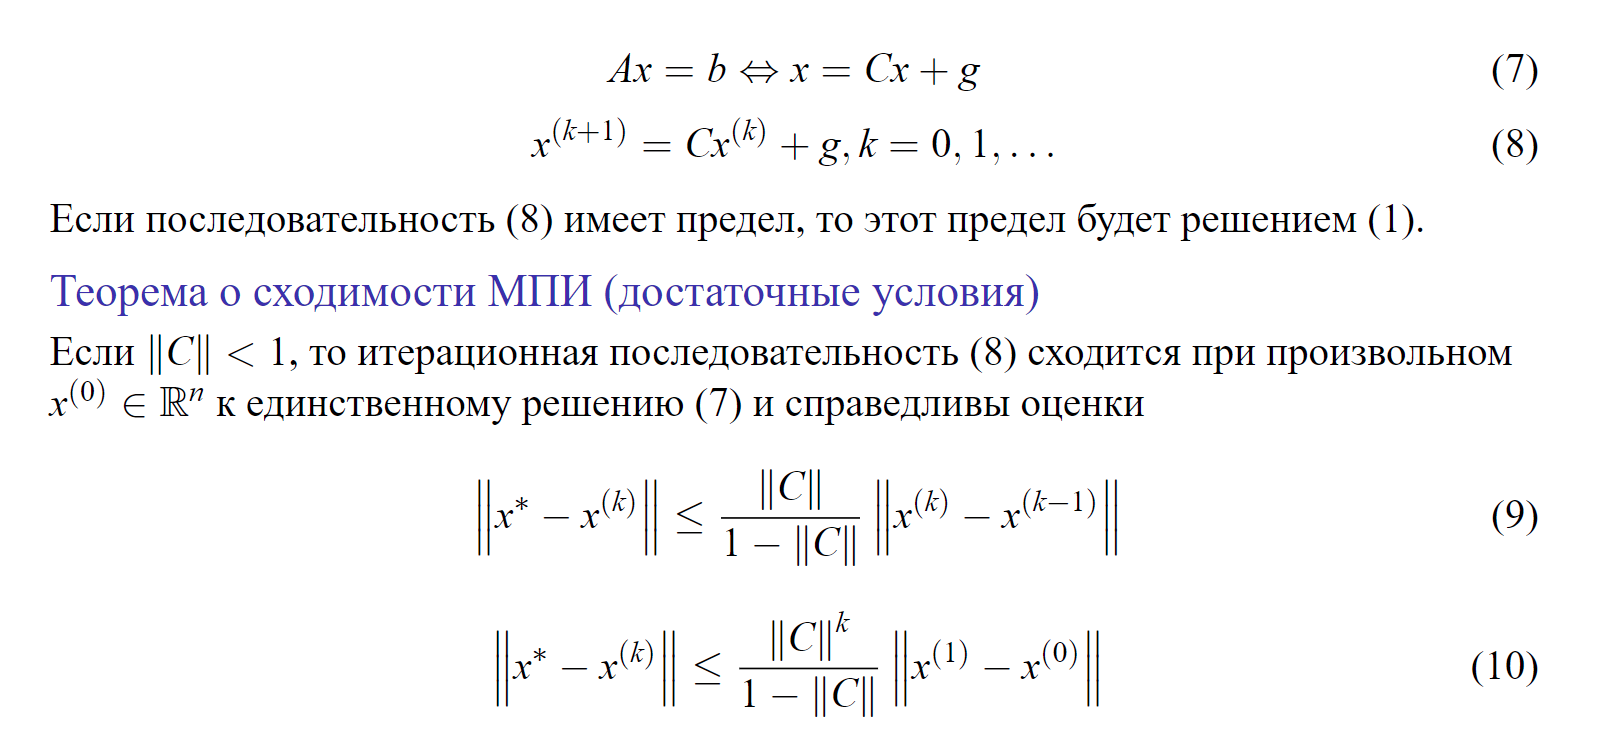 Ax = b ⇔ x = Cx + g (7)
x^{(k+1)} = Cx^{(k)} + g, k = 0, 1, … (8)
Если последовательность (8) имеет предел, то этот предел будет решением (1).
Теорема о сходимости МПИ (достаточные условия)
Если ‖C‖ < 1, то итерационная последовательность (8) сходится при произвольном
x^{(0)} ∈ ℝ^n к единственному решению (7) и справедливы оценки
‖x^* − x^{(k)}‖ ≤ \frac{‖C‖}{1 − ‖C‖} ‖x^{(k)} − x^{(k−1)}‖ (9)
‖x^* − x^{(k)}‖ ≤ \frac{‖C‖^k}{1 − ‖C‖} ‖x^{(1)} − x^{(0)}‖ (10)